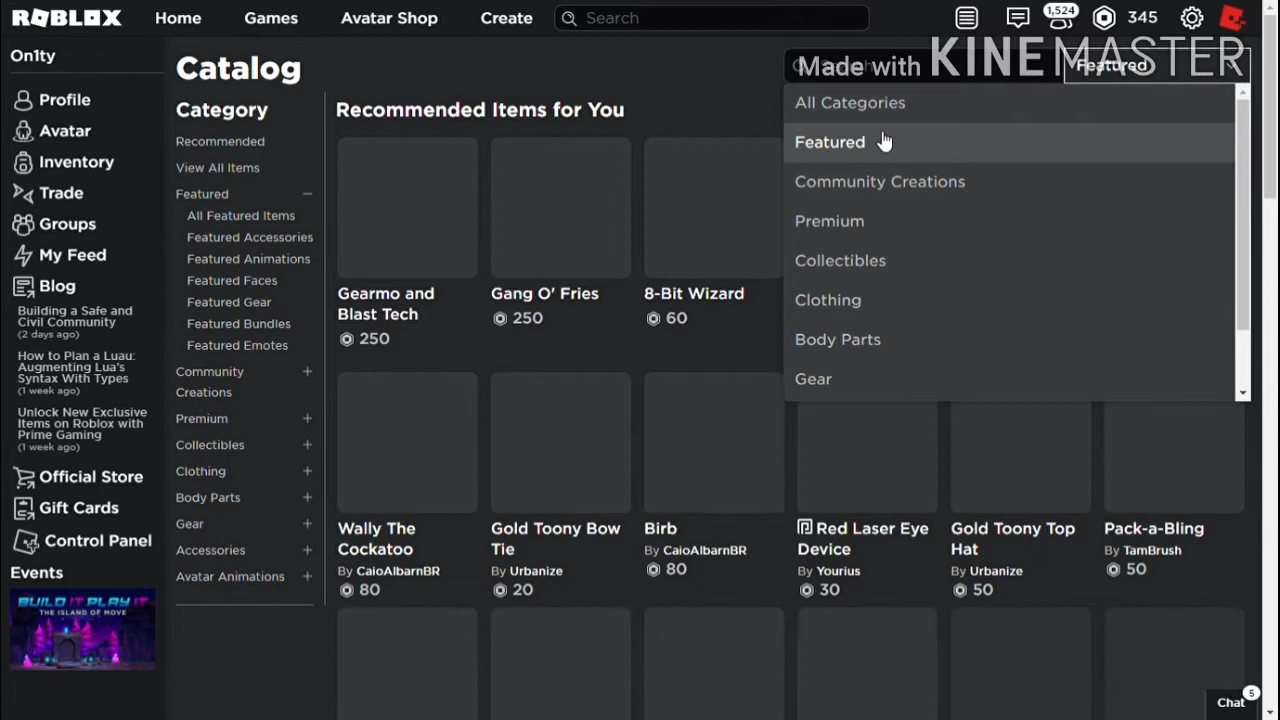 ROBLOX
Home
Games
Avatar Shop
Create
Search
1,524
345
On1ty
Profile
Avatar
Inventory
Trade
Groups
My Feed
Blog
Building a Safe and
Civil Community
(2 days ago)
How to Plan a Luau:
Augmenting Lua's
Syntax With Types
(1 week ago)
Unlock New Exclusive
Items on Roblox with
Prime Gaming
(1 week ago)
Official Store
Gift Cards
Control Panel
Events
BUILD IT PLAY IT
THE ISLAND OF MOVE
Catalog
Category
Recommended
View All Items
Featured
All Featured Items
Featured Accessories
Featured Animations
Featured Faces
Featured Gear
Featured Bundles
Featured Emotes
Community
Creations
Premium
Collectibles
Clothing
Body Parts
Gear
Accessories
Avatar Animations
Made with KINEMASTER
Featured
All Categories
Featured
Community Creations
Premium
Collectibles
Clothing
Body Parts
Gear
Recommended Items for You
Gearmo and
Blast Tech
250
Gang O' Fries
250
8-Bit Wizard
60
Wally The
Cockatoo
By CaioAlbarnBR
80
Gold Toony Bow
Tie
By Urbanize
20
Birb
By CaioAlbarnBR
80
Red Laser Eye
Device
By Yourius
30
Gold Toony Top
Hat
By Urbanize
50
Pack-a-Bling
By TamBrush
50
Chat
5